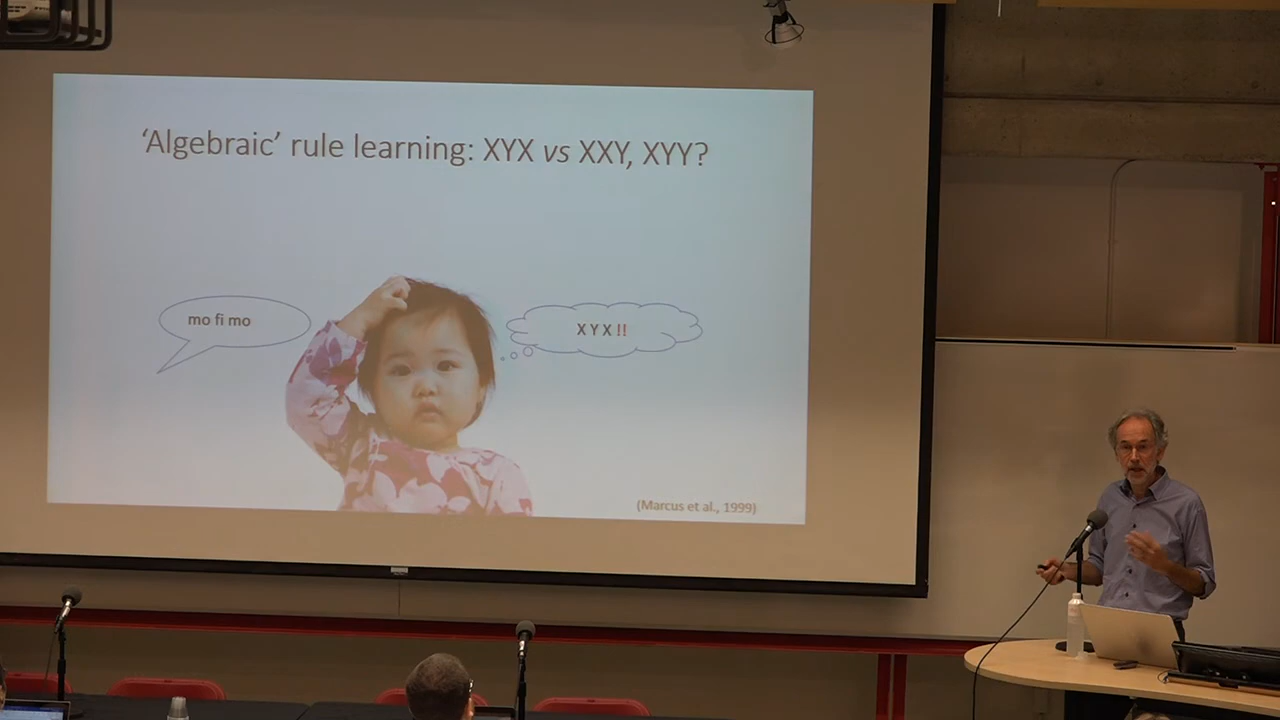 ‘Algebraic’ rule learning: XYX vs XXY, XYY?
mo fi mo
X Y X !!
(Marcus et al., 1999)